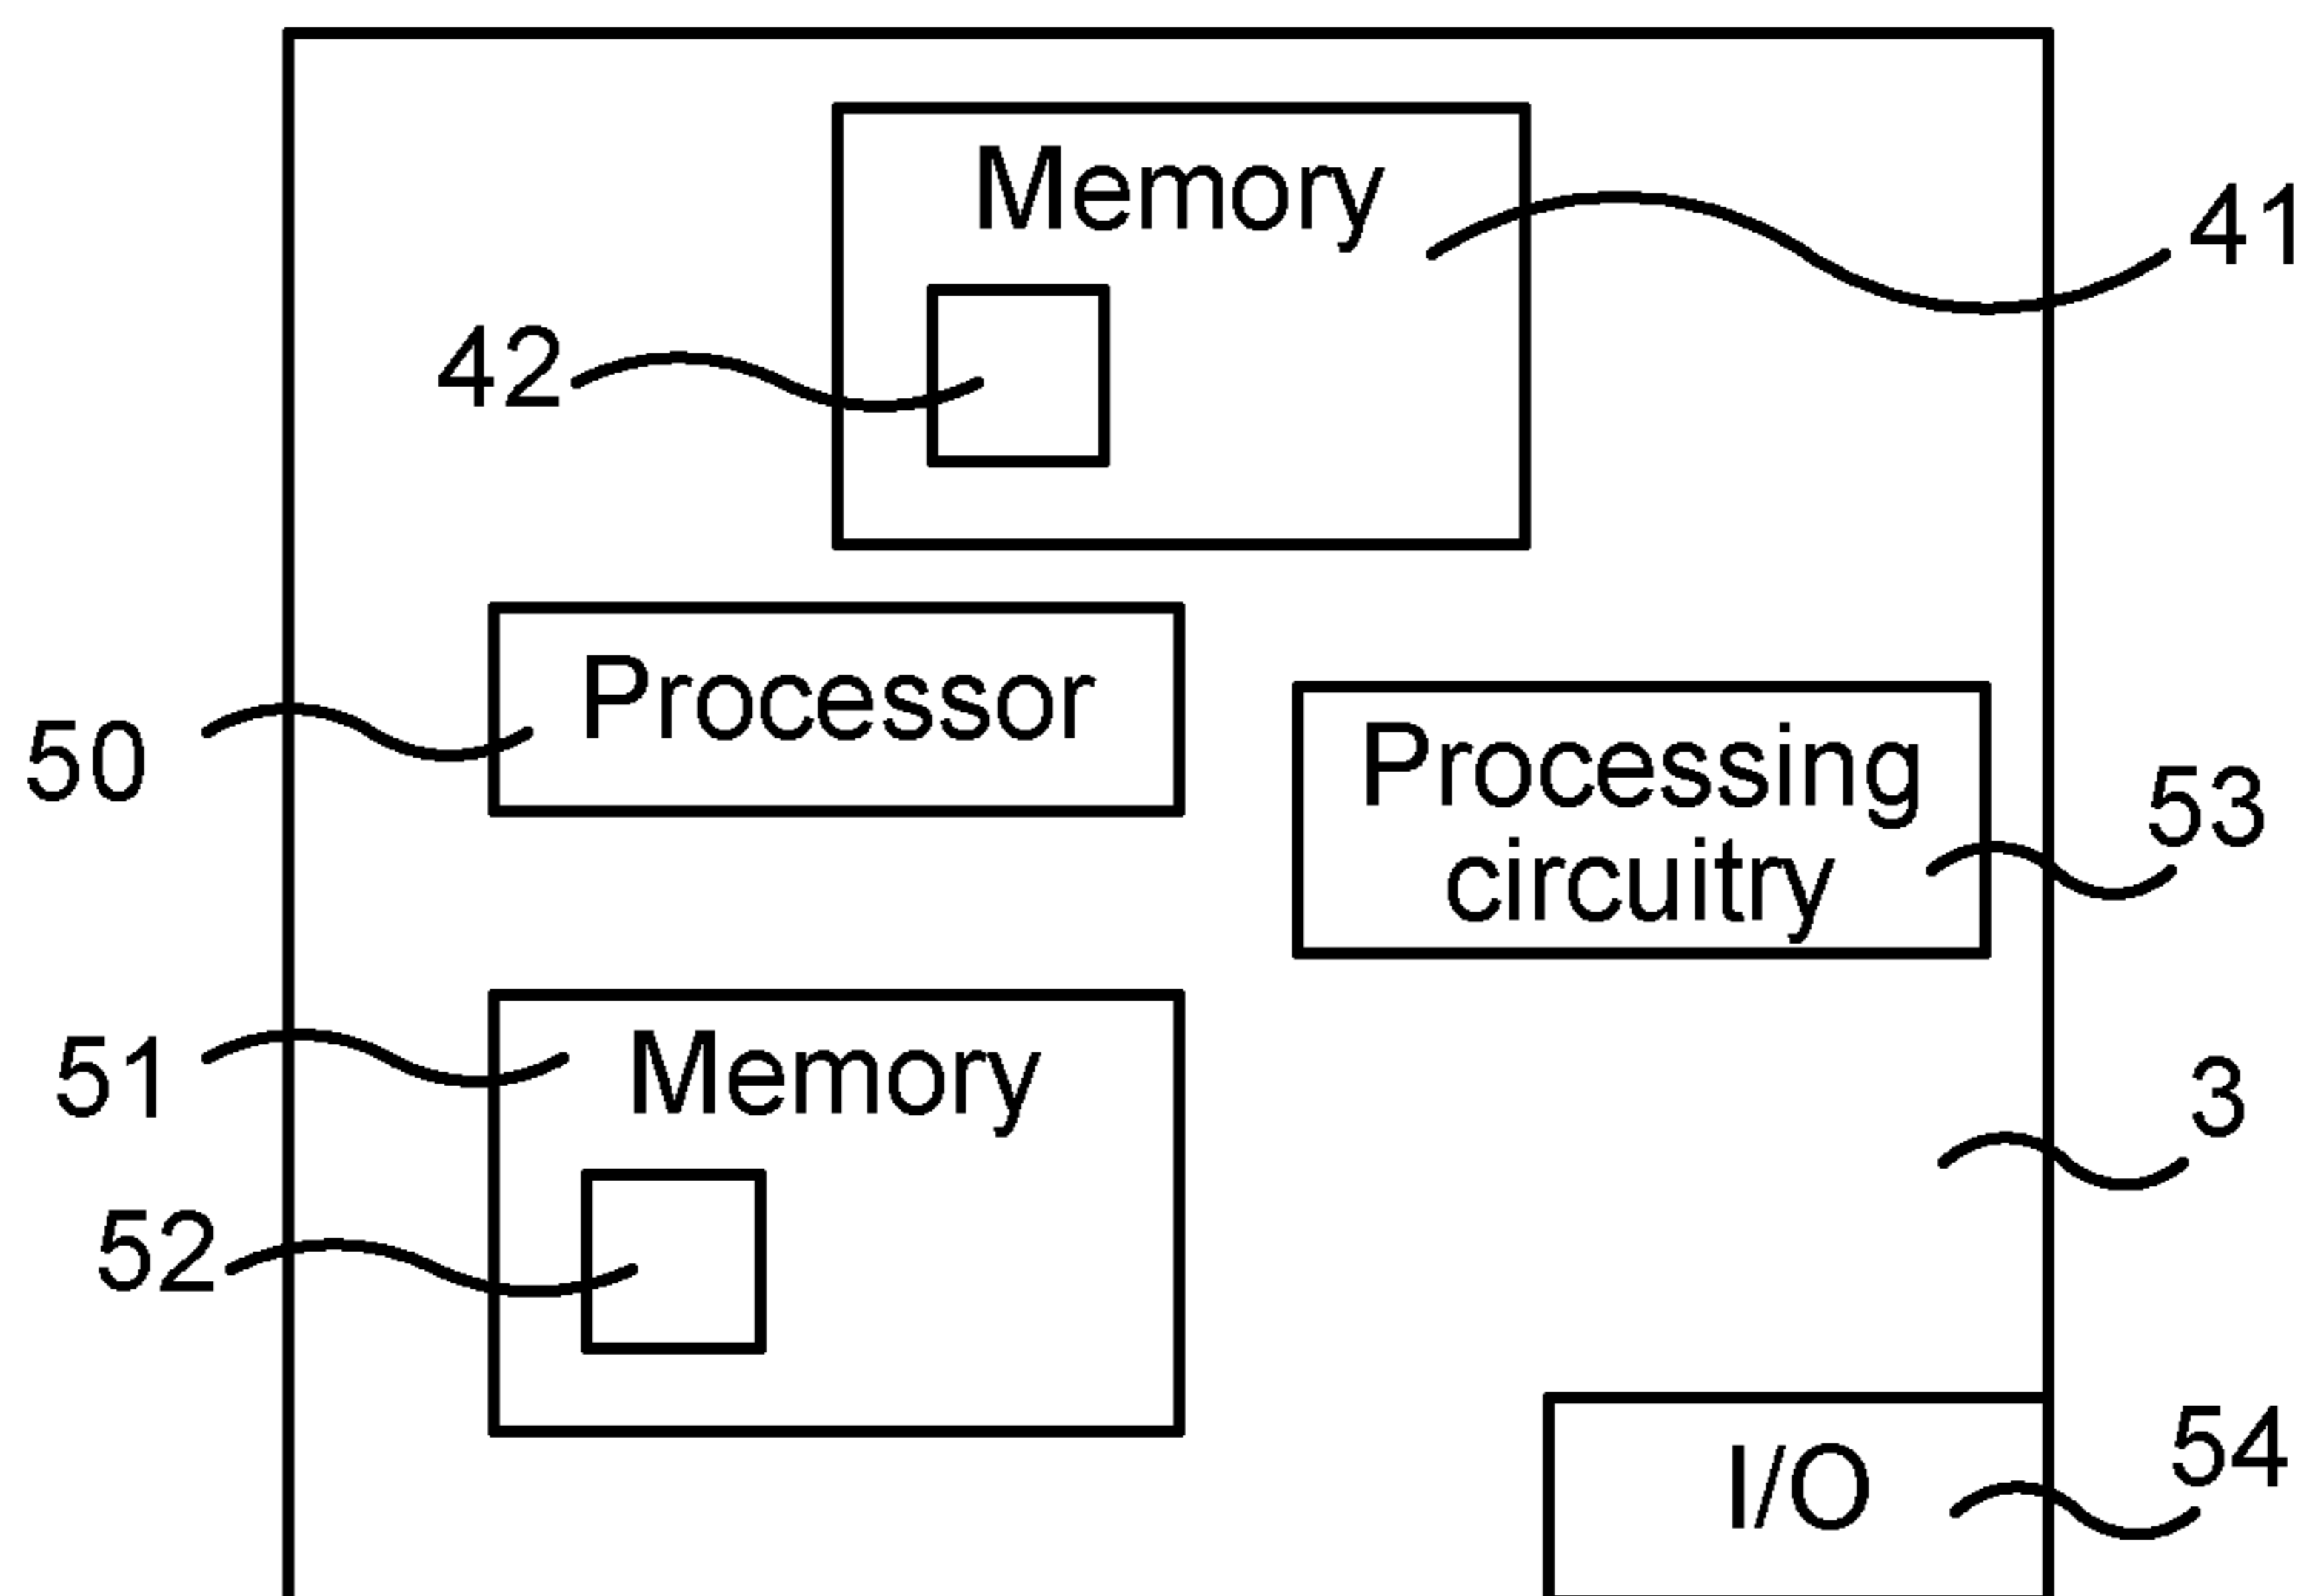 Memory
41
42
Processor
50
Processing
circuitry
53
51
Memory
3
52
I/O
54